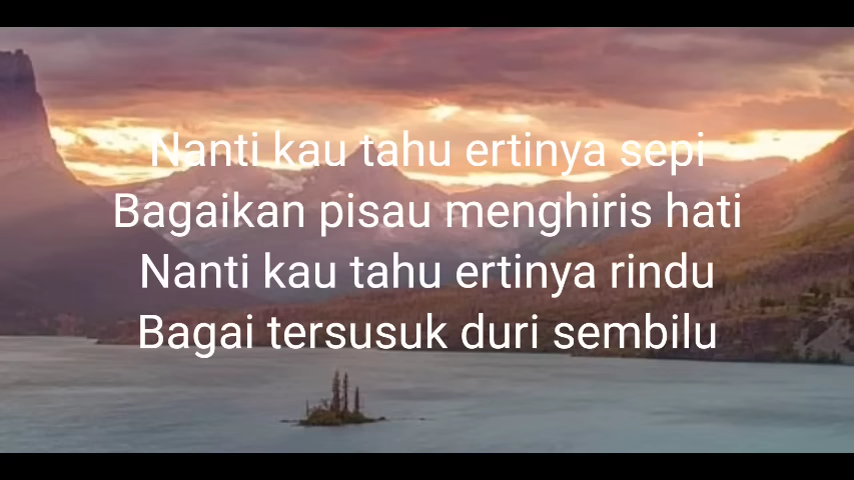 Nanti kau tahu ertinya sepi
Bagaikan pisau menghiris hati
Nanti kau tahu ertinya rindu
Bagai tersusuk duri sembilu